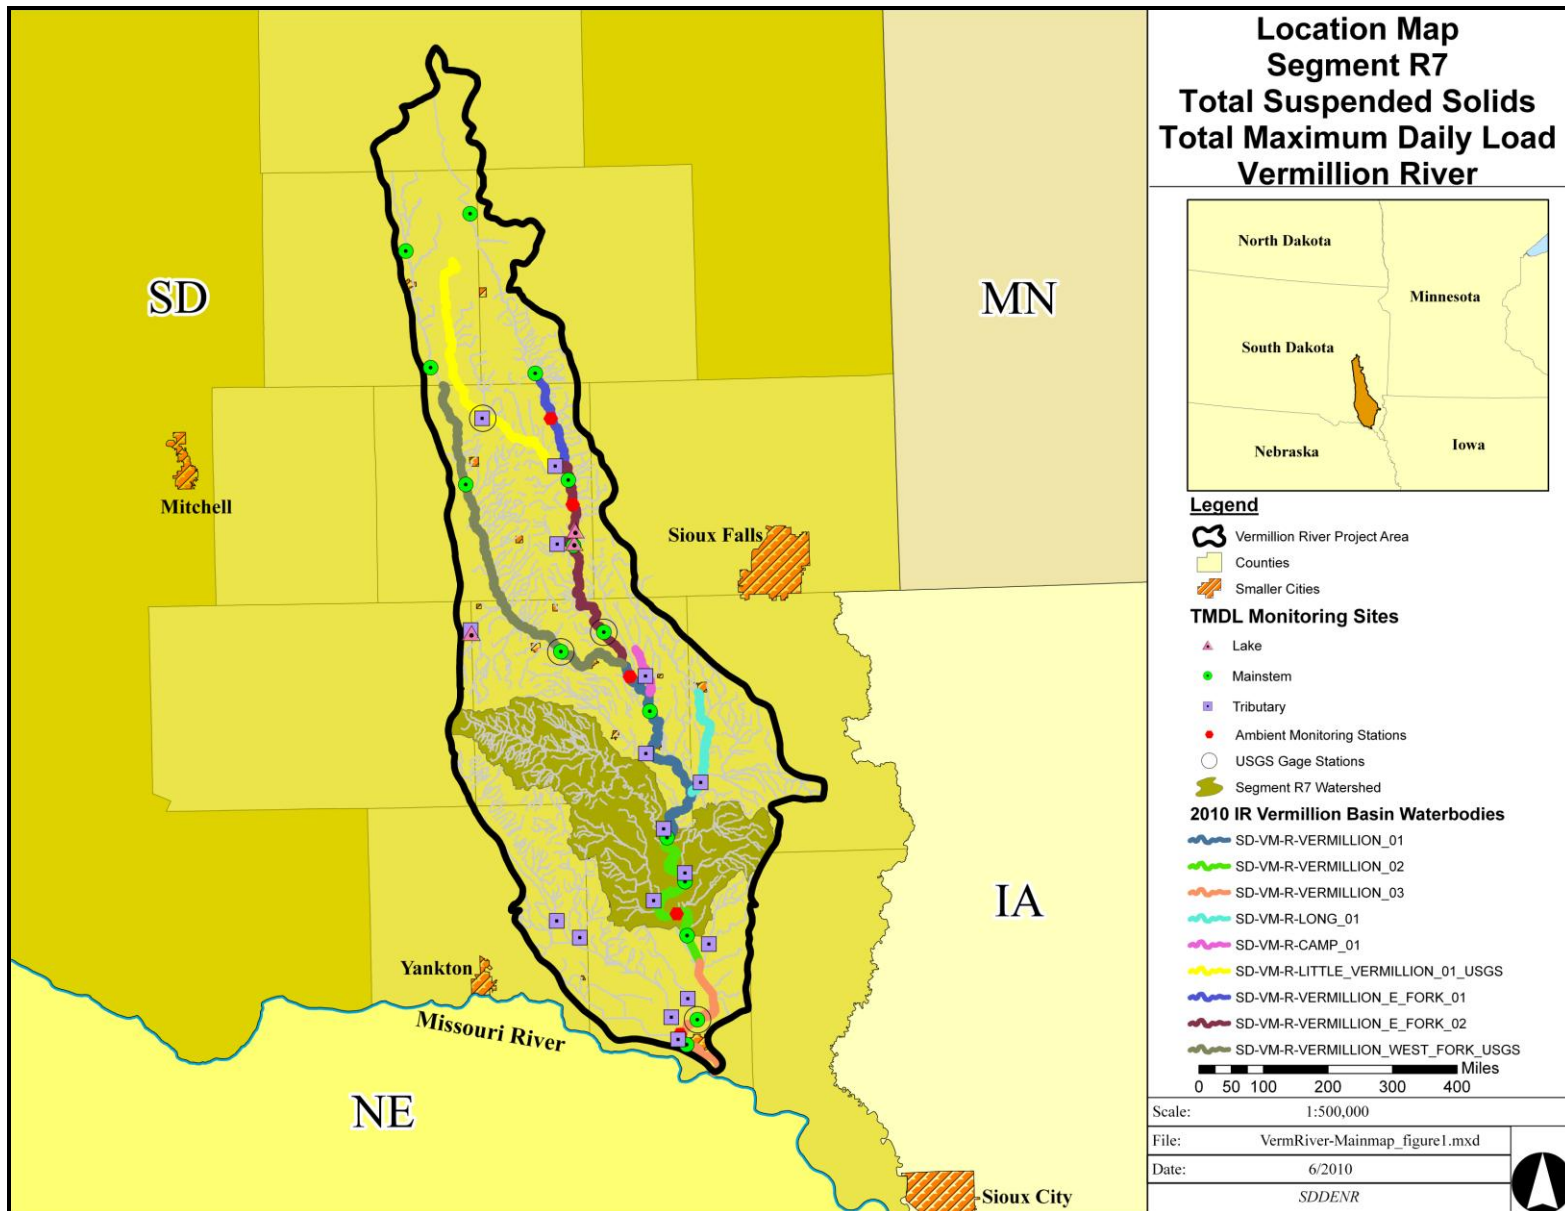 Location Map
Segment R7
Total Suspended Solids
Total Maximum Daily Load
Vermillion River
North Dakota
Minnesota
South Dakota
Nebraska
Iowa
SD
MN
Mitchell
Sioux Falls
IA
Yankton
Missouri River
NE
Sioux City
Legend
Vermillion River Project Area
Counties
Smaller Cities
TMDL Monitoring Sites
Lake
Mainstem
Tributary
Ambient Monitoring Stations
USGS Gage Stations
Segment R7 Watershed
2010 IR Vermillion Basin Waterbodies
SD-VM-R-VERMILLION_01
SD-VM-R-VERMILLION_02
SD-VM-R-VERMILLION_03
SD-VM-R-LONG_01
SD-VM-R-CAMP_01
SD-VM-R-LITTLE_VERMILLION_01_USGS
SD-VM-R-VERMILLION_E_FORK_01
SD-VM-R-VERMILLION_E_FORK_02
SD-VM-R-VERMILLION_WEST_FORK_USGS
Miles
0 50 100 200 300 400
Scale: 1:500,000
File: VermRiver-Mainmap_figure1.mxd
Date: 6/2010
SDDENR